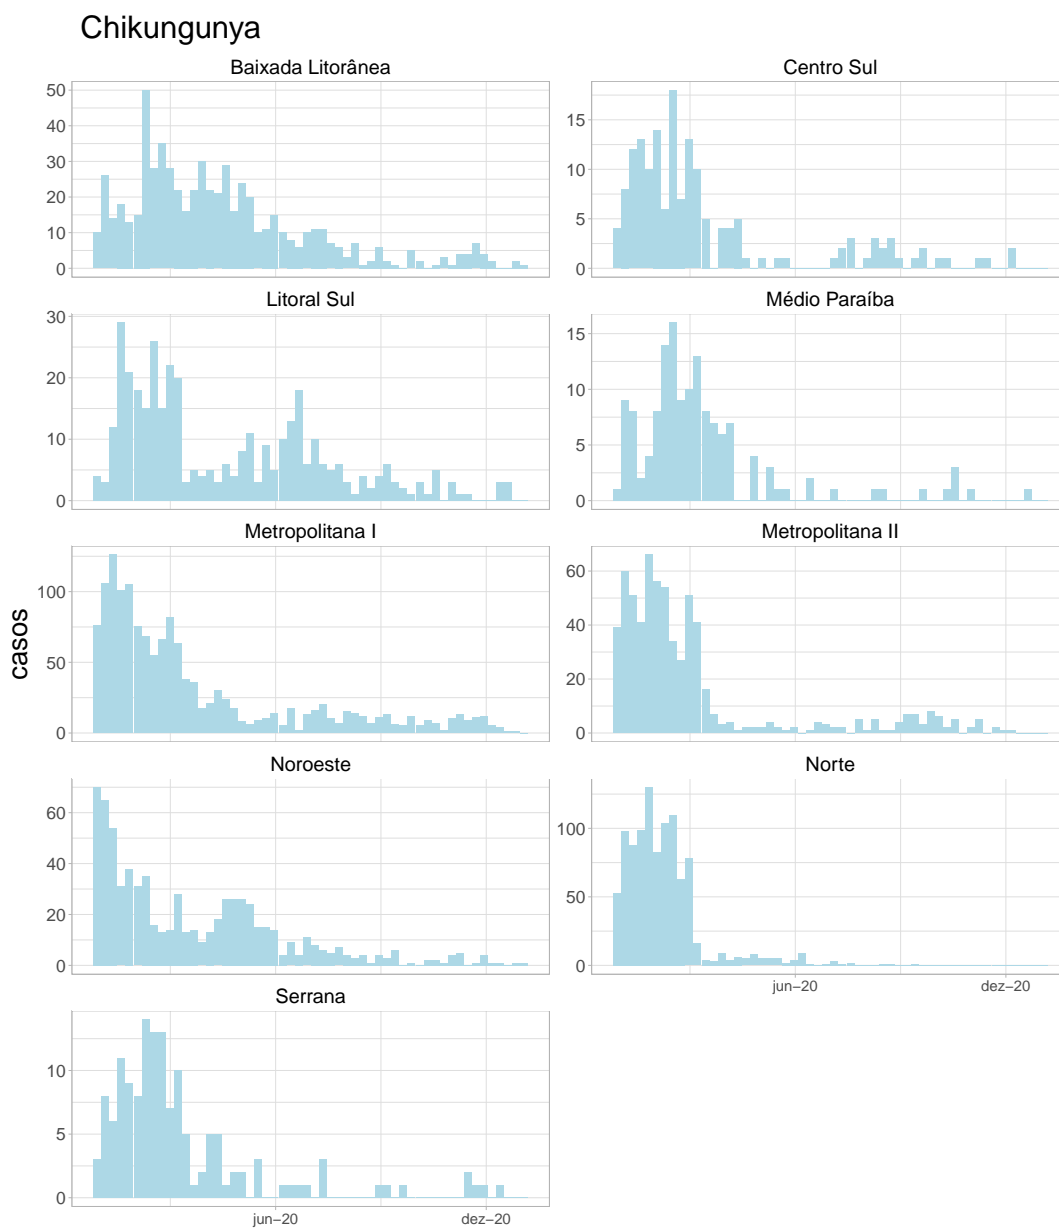 Chikungunya
Baixada Litorânea
Centro Sul
50
40
30
20
10
0
15
10
5
0
Litoral Sul
Médio Paraíba
30
20
10
0
15
10
5
0
Metropolitana I
Metropolitana II
casos
100
50
0
60
40
20
0
Noroeste
Norte
60
40
20
0
100
50
0
jun−20
dez−20
Serrana
10
5
0
jun−20
dez−20